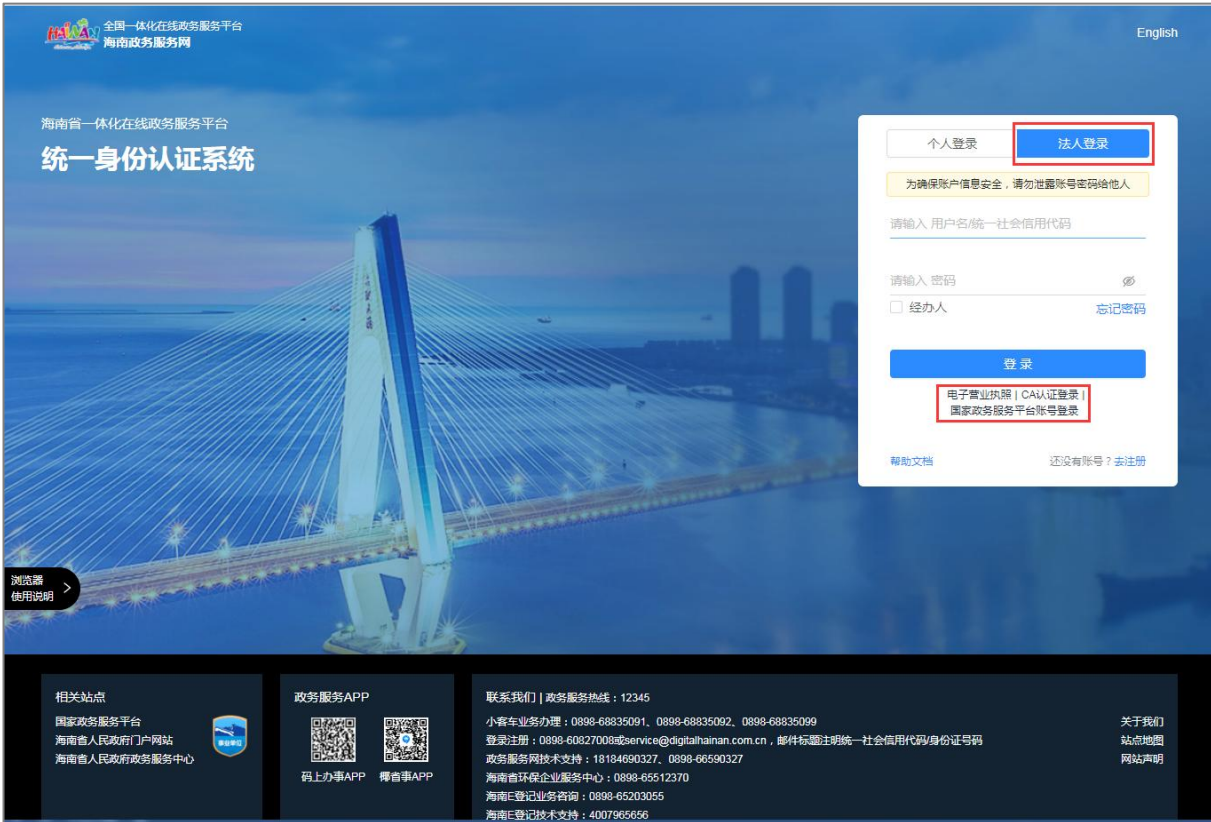 HAINAN
全国一体化在线政务服务平台
海南政务服务网
English
海南省一体化在线政务服务平台
统一身份认证系统
个人登录
法人登录
为确保账户信息安全，请勿泄露账号密码给他人
请输入 用户名/统一社会信用代码
请输入 密码
经办人
忘记密码
登 录
电子营业执照 | CA认证登录 |
国家政务服务平台账号登录
帮助文档
还没有账号？去注册
浏览器
使用说明
相关站点
国家政务服务平台
海南省人民政府门户网站
海南省人民政府政务服务中心
事业单位
政务服务APP
码上办事APP
椰省事APP
联系我们 | 政务服务热线：12345
小客车业务办理：0898-68835091、0898-68835092、0898-68835099
登录注册：0898-60827008或service@digitalhainan.com.cn，邮件标题注明统一社会信用代码/身份证号码
政务服务网技术支持：18184690327、0898-66590327
海南省环保企业服务中心：0898-65512370
海南E登记业务咨询：0898-65203055
海南E登记技术支持：4007965656
关于我们
站点地图
网站声明